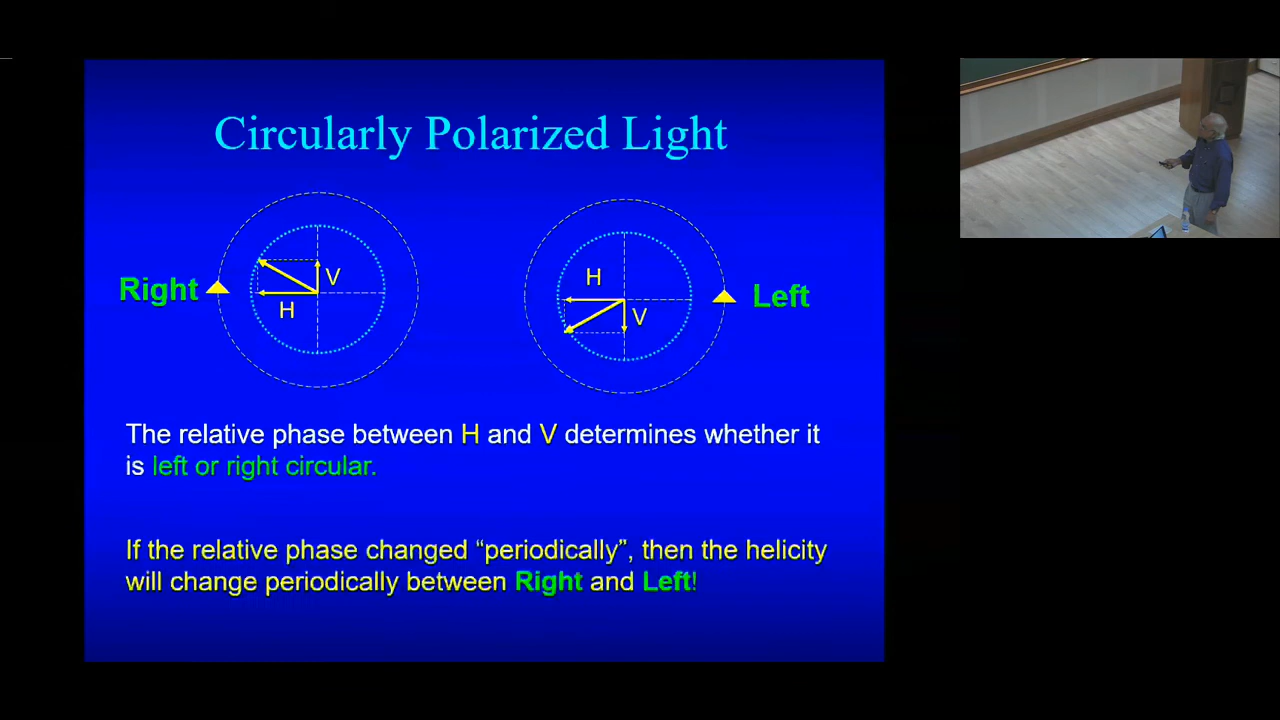 Circularly Polarized Light
Right
V
H
H
V
Left
The relative phase between H and V determines whether it
is left or right circular.
If the relative phase changed “periodically”, then the helicity
will change periodically between Right and Left!